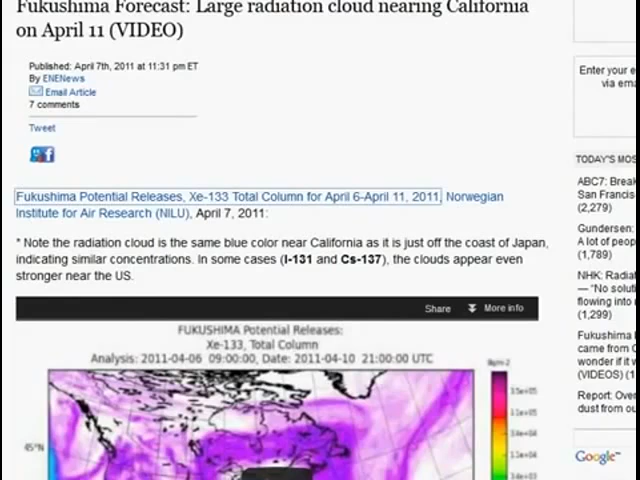 Fukushima Forecast: Large radiation cloud nearing California
on April 11 (VIDEO)
Published: April 7th, 2011 at 11:31 pm ET
By ENENews
Email Article
7 comments
Tweet
Fukushima Potential Releases, Xe-133 Total Column for April 6-April 11, 2011, Norwegian
Institute for Air Research (NILU), April 7, 2011:
* Note the radiation cloud is the same blue color near California as it is just off the coast of Japan,
indicating similar concentrations. In some cases (I-131 and Cs-137), the clouds appear even
stronger near the US.
Share More info
FUKUSHIMA Potential Releases:
Xe-133, Total Column
Analysis: 2011-04-06 09:00:00, Date: 2011-04-10 21:00:00 UTC
45°N
Enter your e
via ema
TODAY'S MOS
ABC7: Break
San Francis
(2,279)
Gundersen:
A lot of peop
(1,789)
NHK: Radia
— "No soluti
flowing into
(1,299)
Fukushima I
came from C
wonder if it w
(VIDEOS) (1
Report: Over
dust from ou
Google